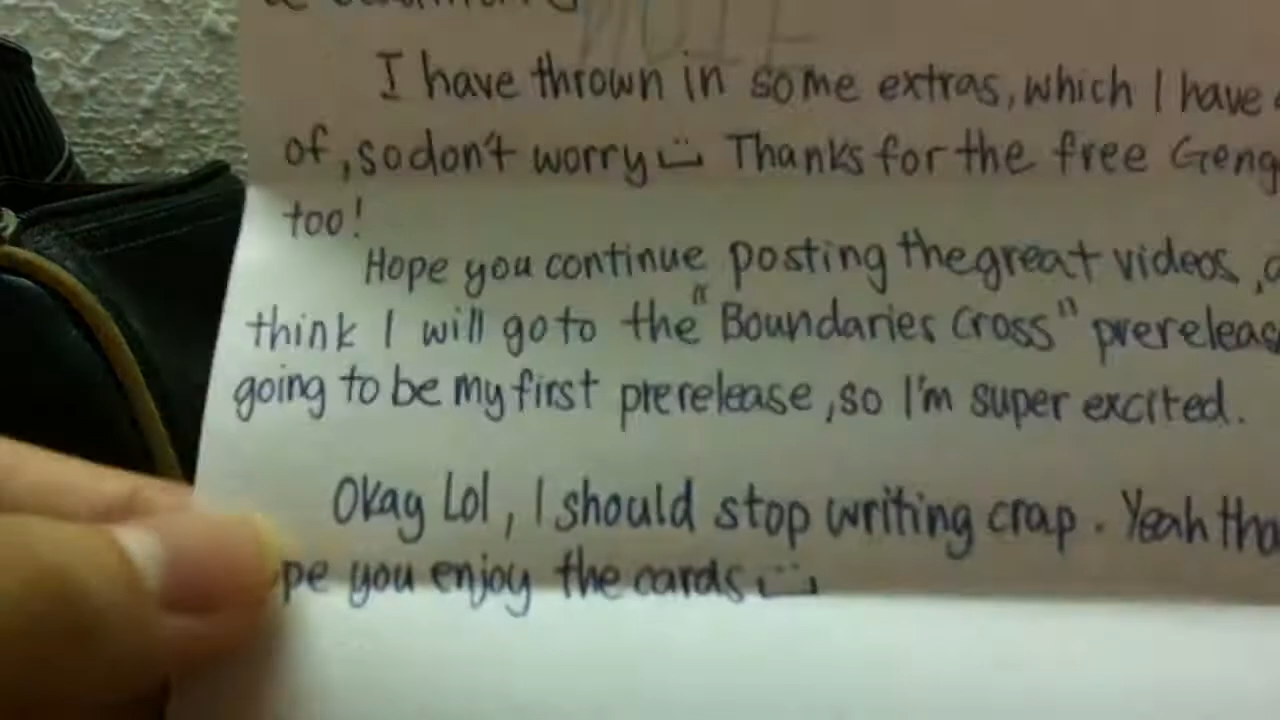 I have thrown in some extras, which I have
of, so don't worry Thanks for the free Geng
too!
Hope you continue posting the great videos,
think I will go to the "Boundaries Cross" prereleas
going to be my first prerelease, so I'm super excited.
Okay Lol, I should stop writing crap. Yeah tha
pe you enjoy the cards